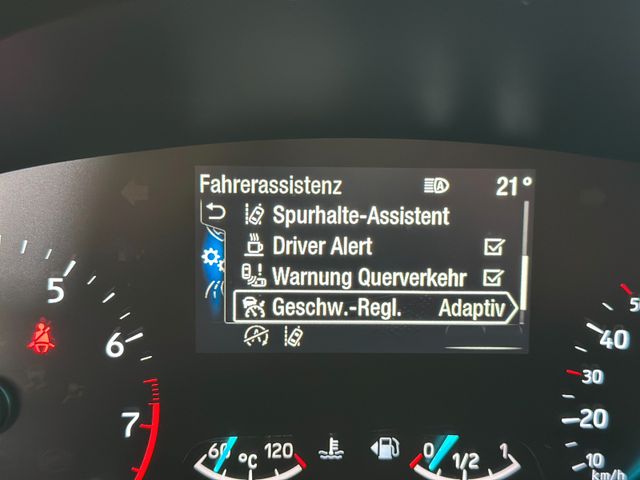 Fahrerassistenz A 21°
Spurhalte-Assistent
Driver Alert
Warnung Querverkehr
Geschw.-Regl. Adaptiv
5
6
7
60 °C 120
0 1/2 1
50
40
30
20
10
km/h